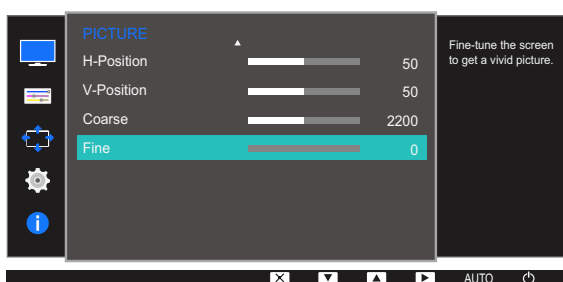 PICTURE
H-Position 50
V-Position 50
Coarse 2200
Fine 0
Fine-tune the screen
to get a vivid picture.
AUTO